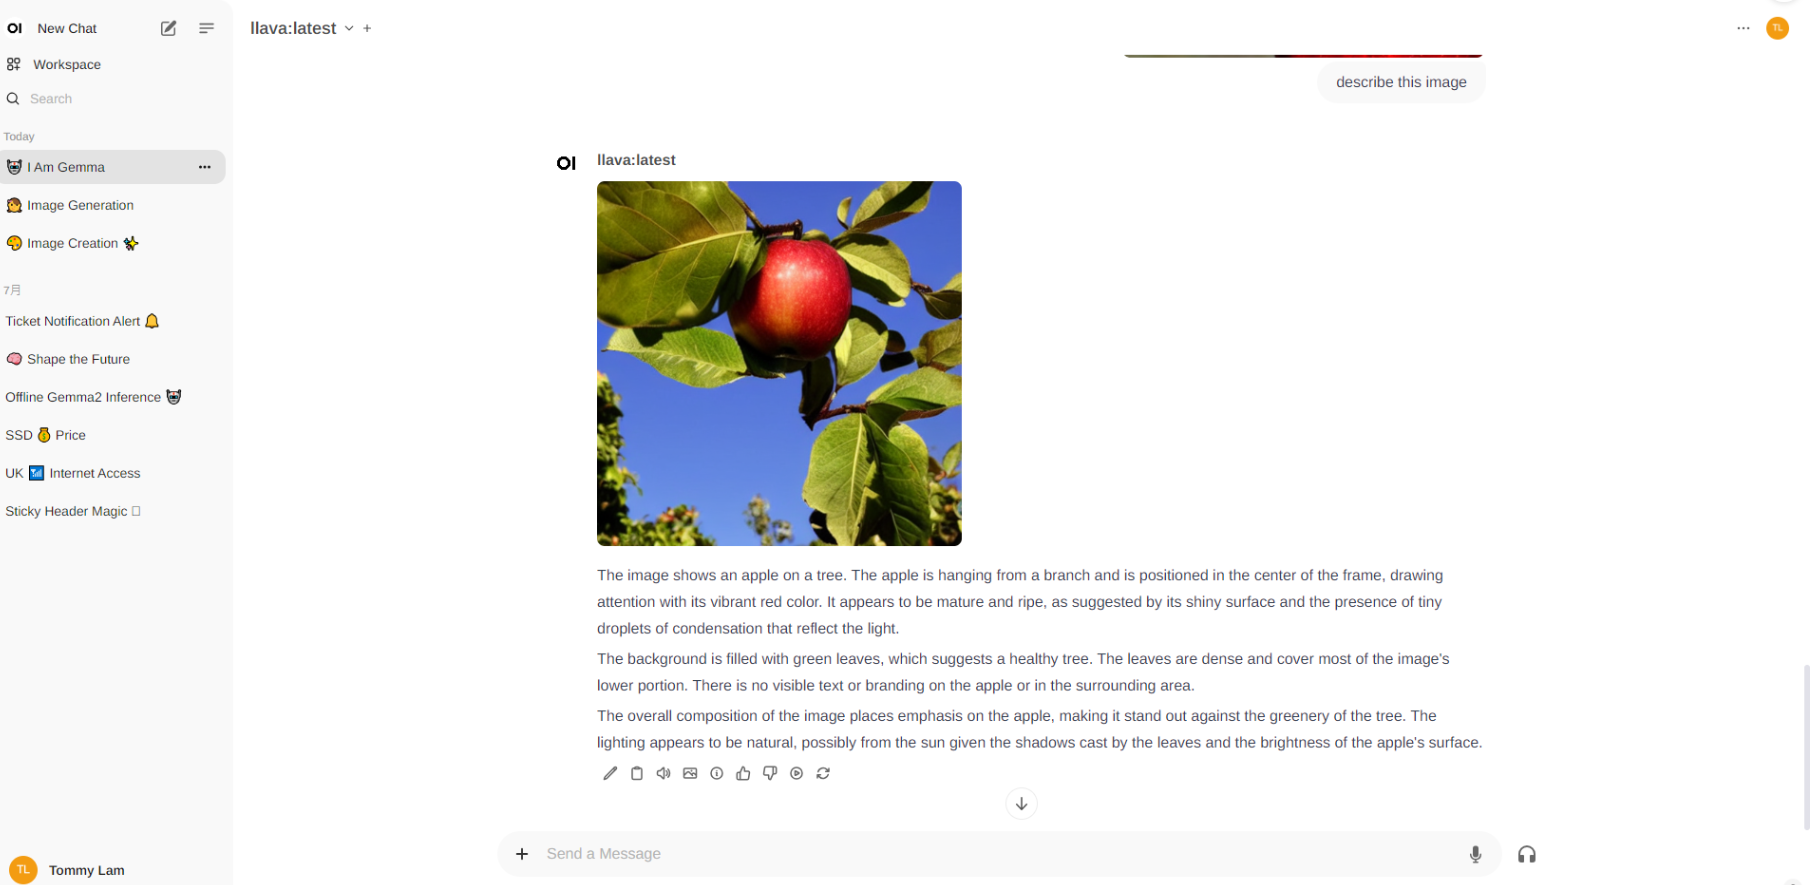 OI New Chat
Workspace
Search
Today
I Am Gemma
Image Generation
Image Creation
7月
Ticket Notification Alert
Shape the Future
Offline Gemma2 Inference
SSD Price
UK Internet Access
Sticky Header Magic
TL Tommy Lam
llava:latest
TL
describe this image
OI llava:latest
The image shows an apple on a tree. The apple is hanging from a branch and is positioned in the center of the frame, drawing
attention with its vibrant red color. It appears to be mature and ripe, as suggested by its shiny surface and the presence of tiny
droplets of condensation that reflect the light.
The background is filled with green leaves, which suggests a healthy tree. The leaves are dense and cover most of the image's
lower portion. There is no visible text or branding on the apple or in the surrounding area.
The overall composition of the image places emphasis on the apple, making it stand out against the greenery of the tree. The
lighting appears to be natural, possibly from the sun given the shadows cast by the leaves and the brightness of the apple's surface.
Send a Message